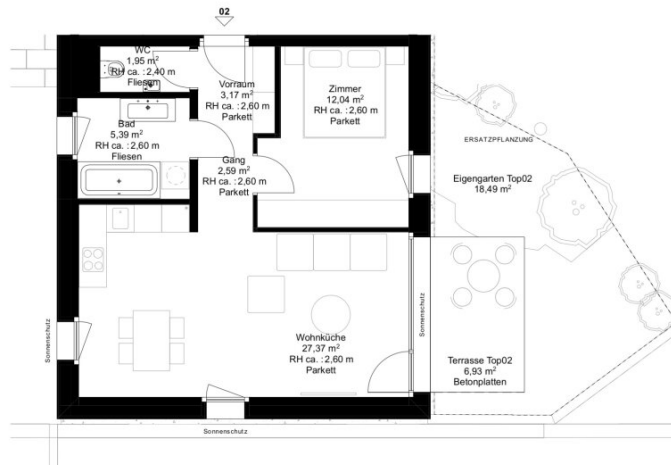 02
WC
1,95 m²
RH ca. :2,40 m
Fliesen
Vorraum
3,17 m²
RH ca. :2,60 m
Parkett
Zimmer
12,04 m²
RH ca. :2,60 m
Parkett
Bad
5,39 m²
RH ca. :2,60 m
Fliesen
Gang
2,59 m²
RH ca. :2,60 m
Parkett
ERSATZPFLANZUNG
Eigengarten Top02
18,49 m²
Wohnküche
27,37 m²
RH ca. :2,60 m
Parkett
Terrasse Top02
6,93 m²
Betonplatten
Sonnenschutz
Sonnenschutz
Sonnenschutz